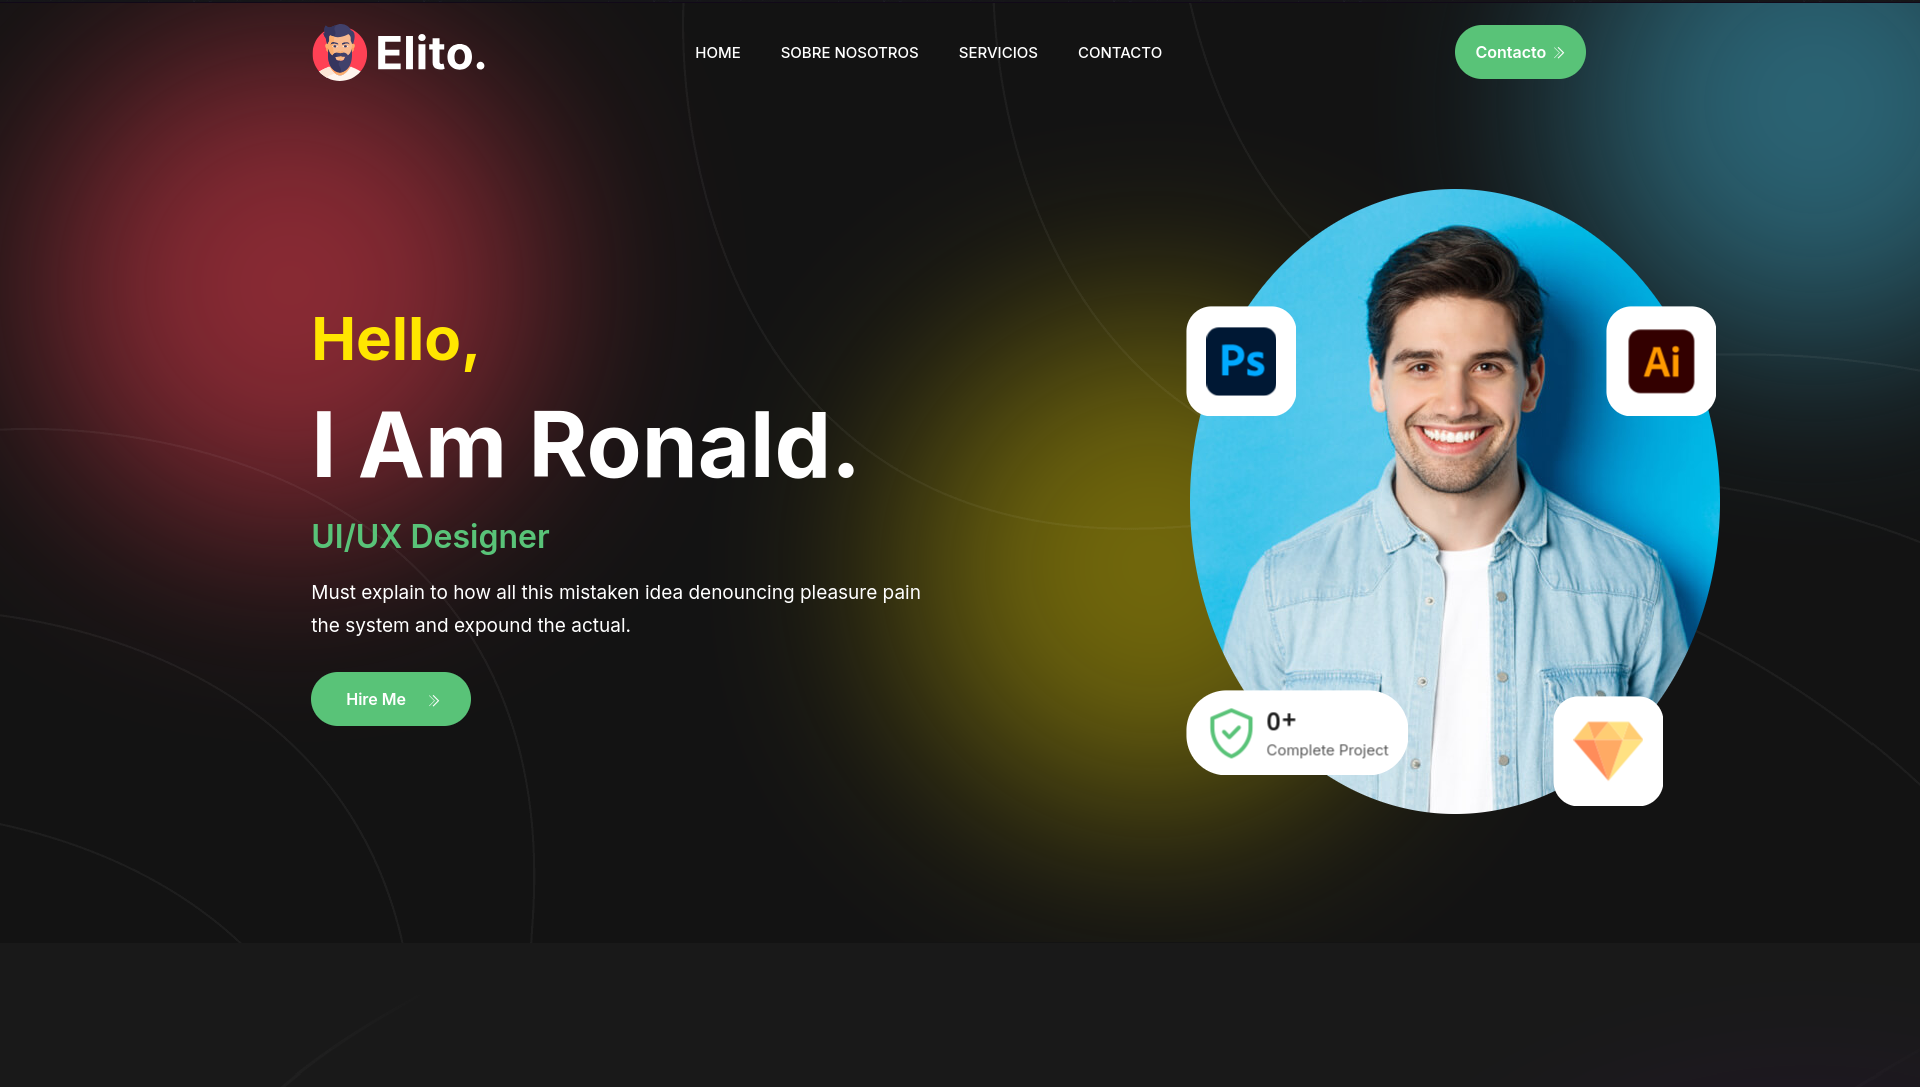 Elito.
HOME
SOBRE NOSOTROS
SERVICIOS
CONTACTO
Contacto
Hello,
I Am Ronald.
UI/UX Designer
Must explain to how all this mistaken idea denouncing pleasure pain
the system and expound the actual.
Hire Me
Ps
Ai
0+
Complete Project